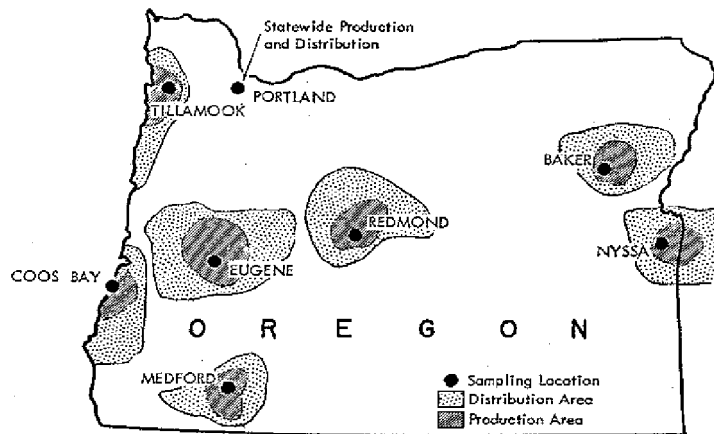 Statewide Production
and Distribution
PORTLAND
TILLAMOOK
BAKER
REDMOND
NYSSA
EUGENE
COOS BAY
O R E G O N
MEDFORD
Sampling Location
Distribution Area
Production Area